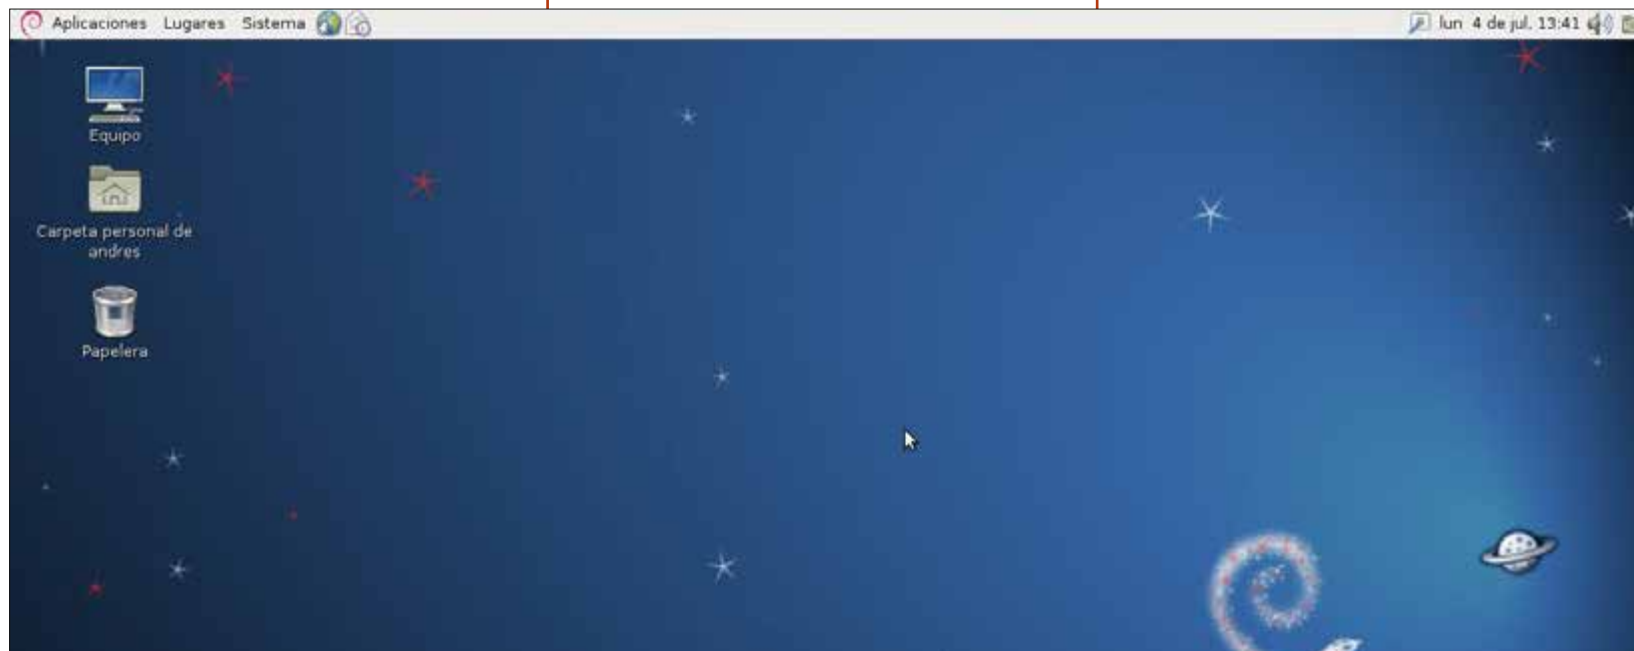 Aplicaciones Lugares Sistema
lun 4 de jul, 13:41
Equipo
Carpeta personal de
andres
Papelera